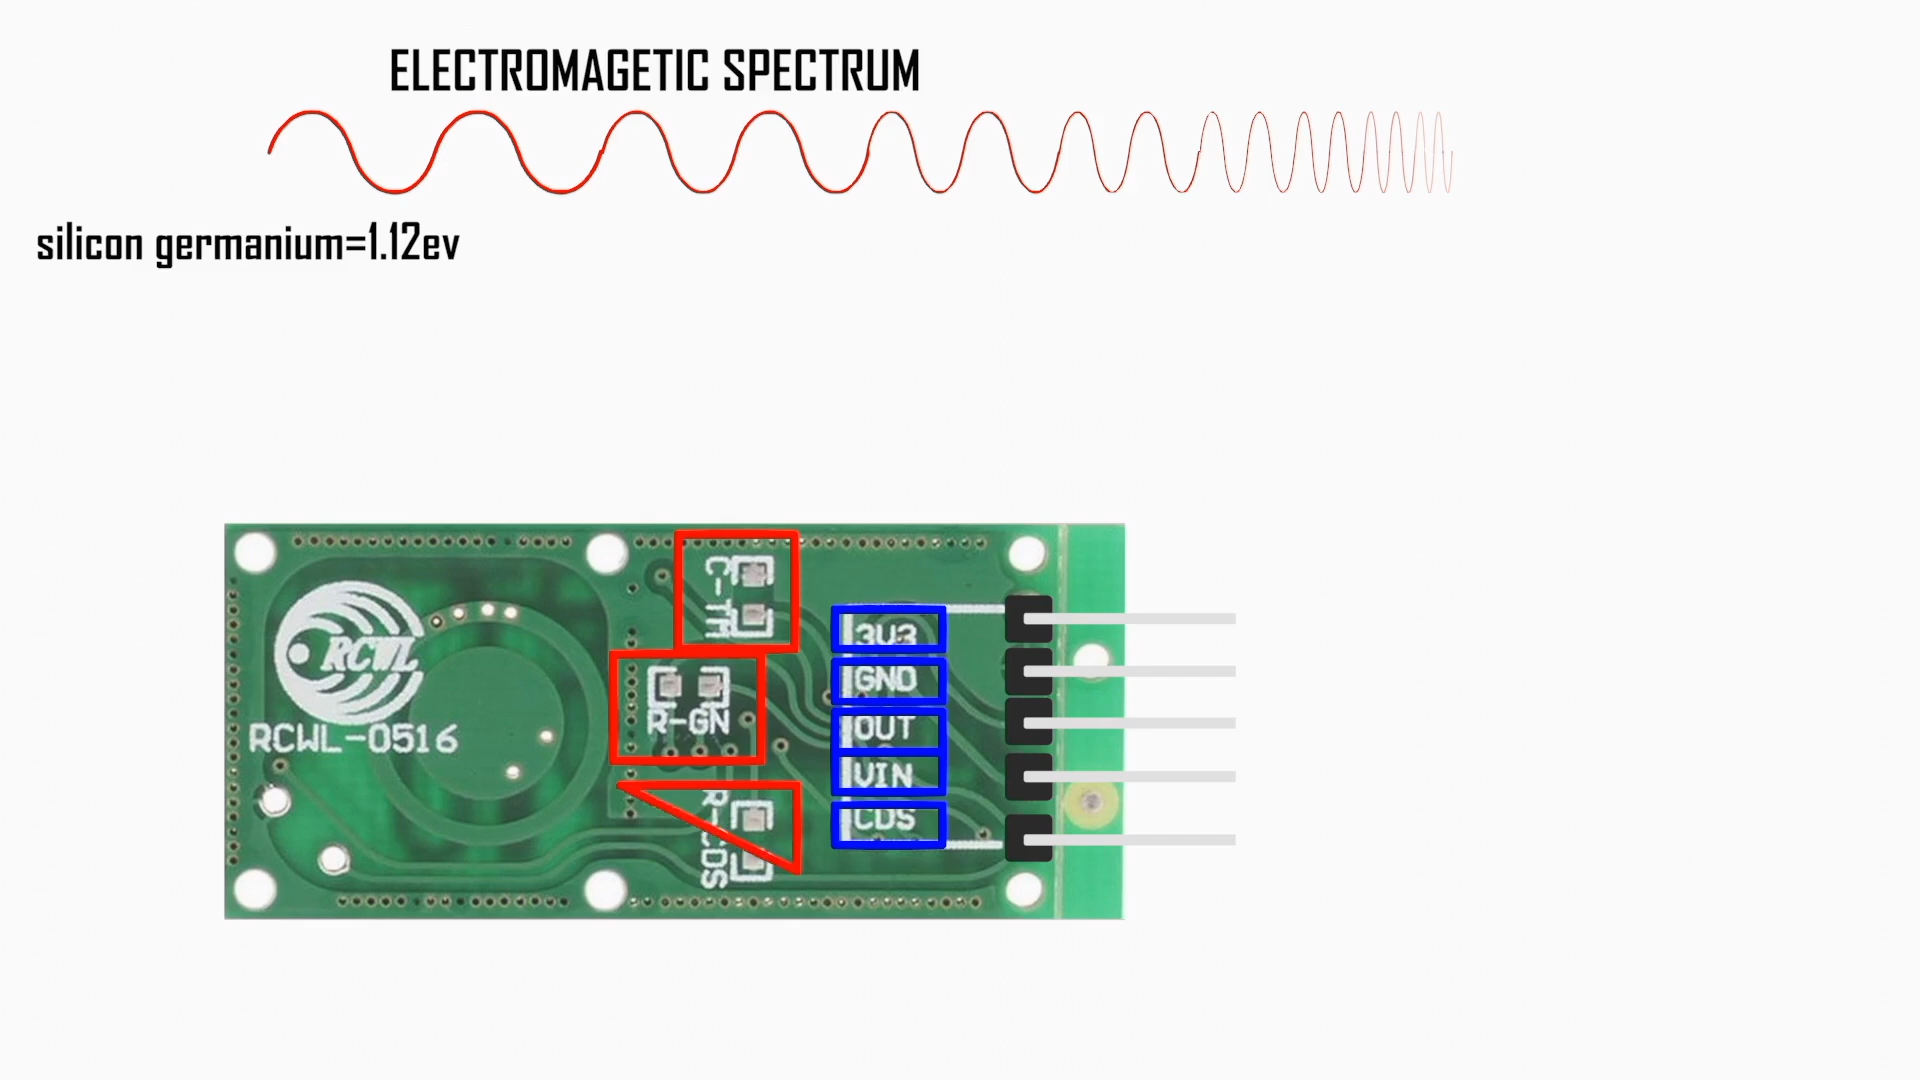 ELECTROMAGETIC SPECTRUM
silicon germanium=1.12ev
C-TM
3V3
RCWL
GND
R-GN
OUT
RCWL-0516
VIN
R-CDS
CDS